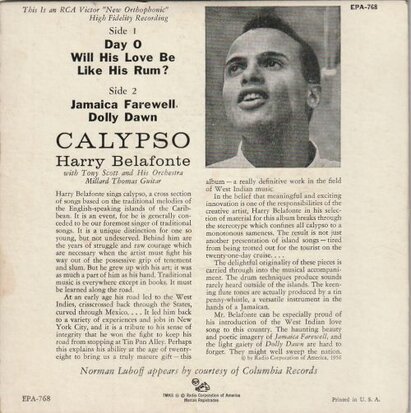 This Is an RCA Victor "New Orthophonic"
High Fidelity Recording
EPA-768
Side 1
Day O
Will His Love Be
Like His Rum?
Side 2
Jamaica Farewell
Dolly Dawn
CALYPSO
Harry Belafonte
with Tony Scott and His Orchestra
Millard Thomas Guitar
Harry Belafonte sings calypso, a cross section
of songs based on the traditional melodies of
the English-speaking islands of the Carib-
bean. It is an event, for he is generally con-
ceded to be our foremost singer of traditional
songs. It is a unique distinction for one so
young, but not undeserved. Behind him are
the years of struggle and raw courage which
are necessary when the artist must fight his
way out of the possessive grip of tenement
and slum. But he grew up with his art; it was
as much a part of him as his hand. Traditional
music is everywhere except in books. It must
be learned along the road.
At an early age his road led to the West
Indies, crisscrossed back through the States,
curved through Mexico. . . . It led him back to
a variety of experiences and jobs in New
York City, and it is a tribute to his sense of
integrity that he won the fight to keep his
road from stopping at Tin Pan Alley. Perhaps
this explains his ability at the age of twenty-
eight to bring us a truly mature gift—this
album—a really definitive work in the field
of West Indian music.
In the belief that meaningful and exciting
innovation is one of the responsibilities of the
creative artist, Harry Belafonte in his selec-
tion of material for this album breaks through
the stereotype which confines all calypso to a
monotonous sameness. The result is not just
another presentation of island songs—tired
from being trotted out for the tourist on the
twenty-one-day cruise. . . .
The delightful originality of these pieces is
carried through into the musical accompani-
ment. The drum techniques produce sounds
rarely heard outside of the islands. The keen-
ing flute tones are actually produced by a tin
penny-whistle, a versatile instrument in the
hands of a Jamaican.
Mr. Belafonte can be especially proud of
his introduction of the West Indian love
song to this country. The haunting beauty
and poetic imagery of Jamaica Farewell, and
the light gaiety of Dolly Dawn are hard to
forget. They might well sweep the nation.
© by Radio Corporation of America, 1956
Norman Luboff appears by courtesy of Columbia Records
EPA-768
TMKS ® © Radio Corporation of America
Marcas Registradas
Printed in U. S. A.